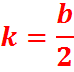 k = b/2